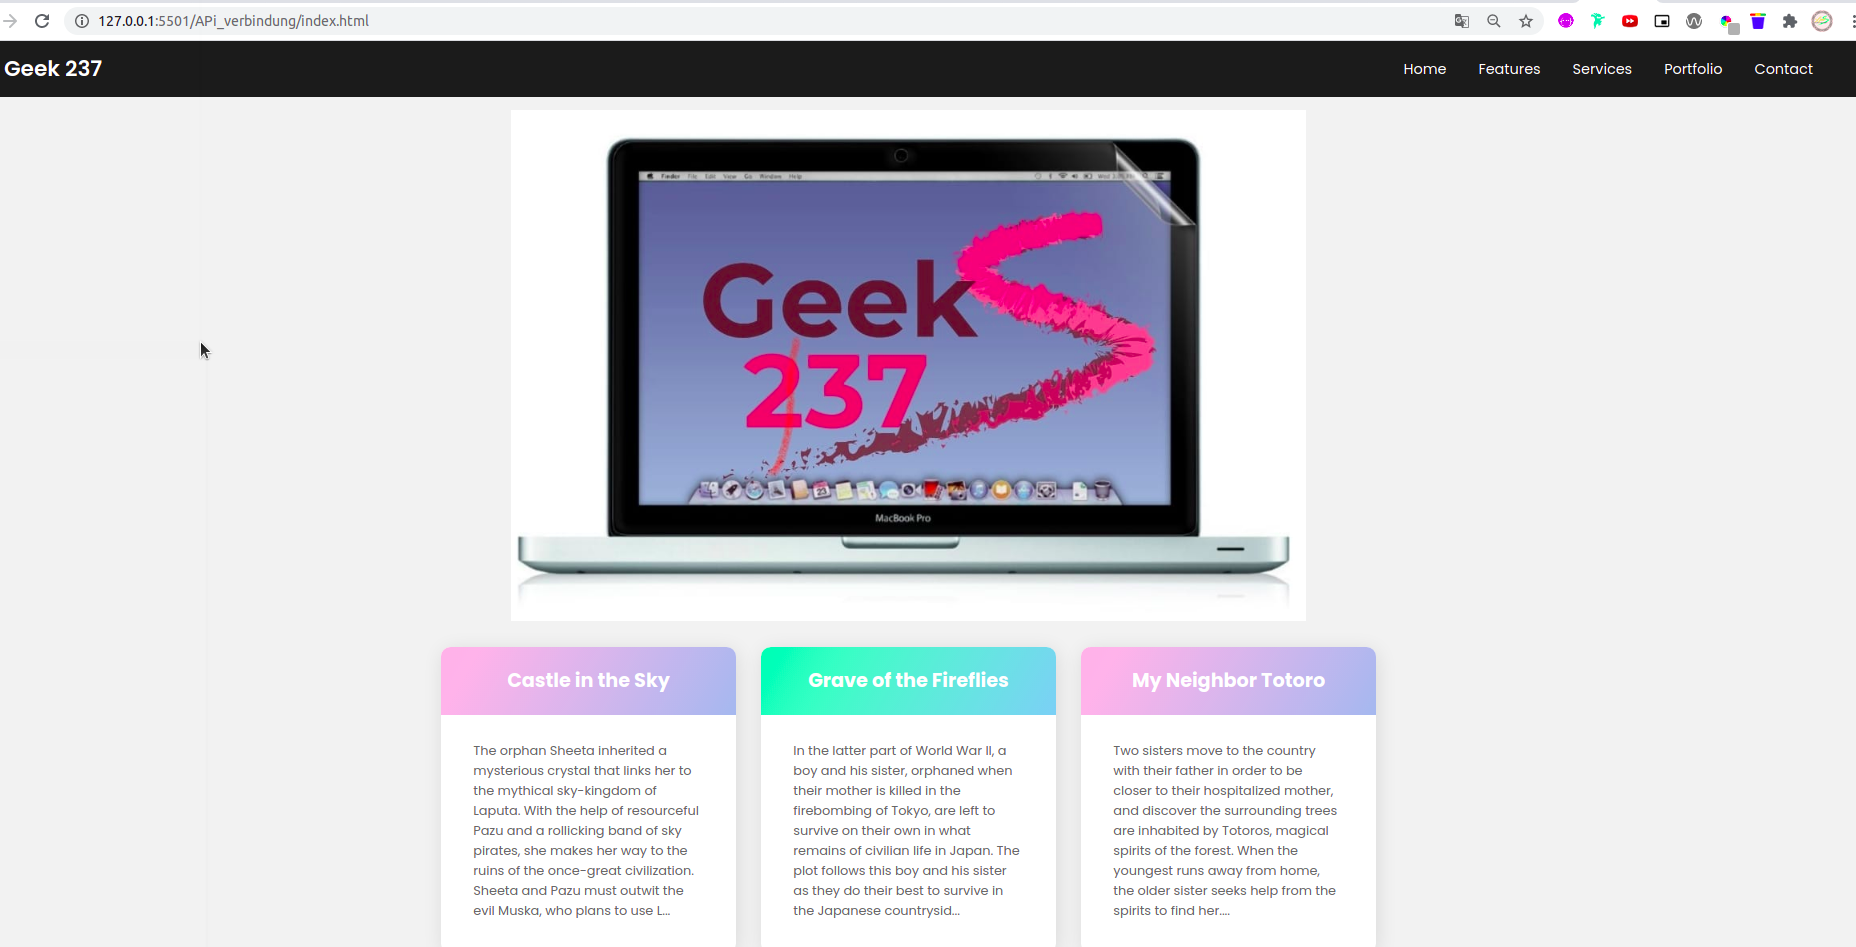 127.0.0.1:5501/APi_verbindung/index.html
Geek 237
Home Features Services Portfolio Contact
Finder File Edit View Go Window Help
Geek
237
MacBook Pro
Castle in the Sky
The orphan Sheeta inherited a
mysterious crystal that links her to
the mythical sky-kingdom of
Laputa. With the help of resourceful
Pazu and a rollicking band of sky
pirates, she makes her way to the
ruins of the once-great civilization.
Sheeta and Pazu must outwit the
evil Muska, who plans to use L...
Grave of the Fireflies
In the latter part of World War II, a
boy and his sister, orphaned when
their mother is killed in the
firebombing of Tokyo, are left to
survive on their own in what
remains of civilian life in Japan. The
plot follows this boy and his sister
as they do their best to survive in
the Japanese countrysid...
My Neighbor Totoro
Two sisters move to the country
with their father in order to be
closer to their hospitalized mother,
and discover the surrounding trees
are inhabited by Totoros, magical
spirits of the forest. When the
youngest runs away from home,
the older sister seeks help from the
spirits to find her....